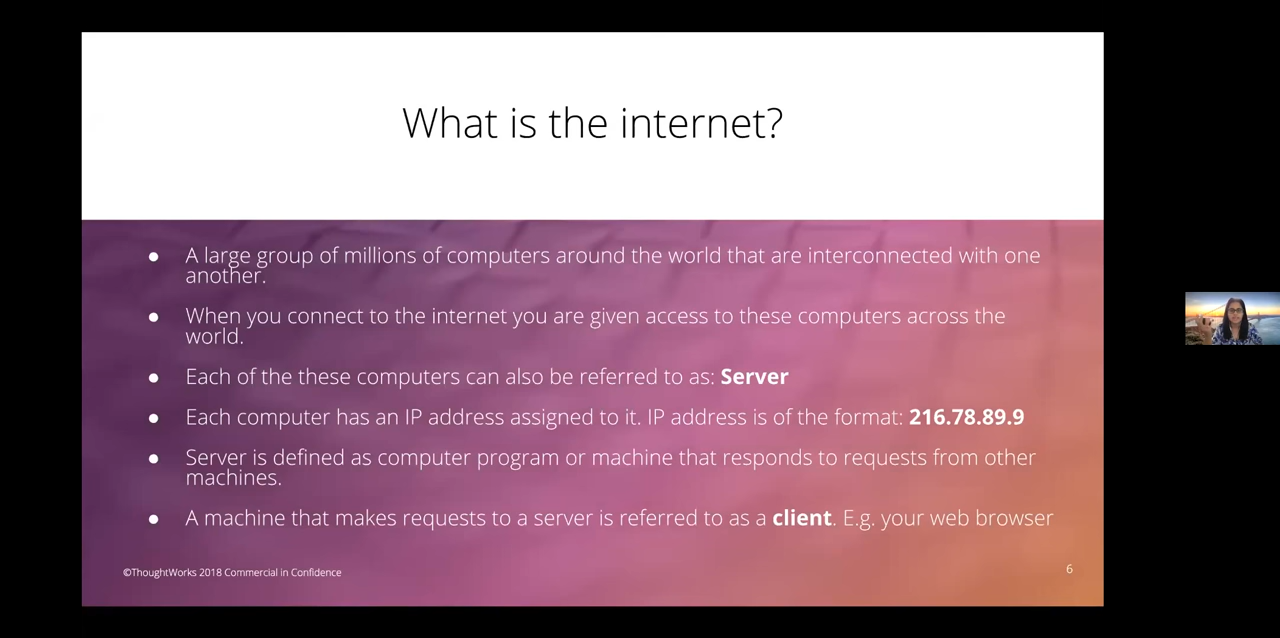 What is the internet?
● A large group of millions of computers around the world that are interconnected with one
another.
● When you connect to the internet you are given access to these computers across the
world.
● Each of the these computers can also be referred to as: Server
● Each computer has an IP address assigned to it. IP address is of the format: 216.78.89.9
● Server is defined as computer program or machine that responds to requests from other
machines.
● A machine that makes requests to a server is referred to as a client. E.g. your web browser
©ThoughtWorks 2018 Commercial in Confidence
6